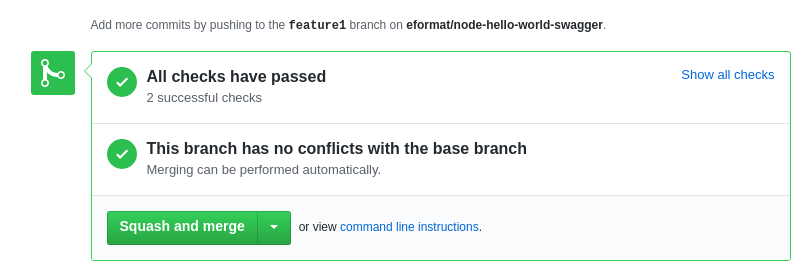 Add more commits by pushing to the feature1 branch on eformat/node-hello-world-swagger.
All checks have passed
Show all checks
2 successful checks
This branch has no conflicts with the base branch
Merging can be performed automatically.
Squash and merge or view command line instructions.